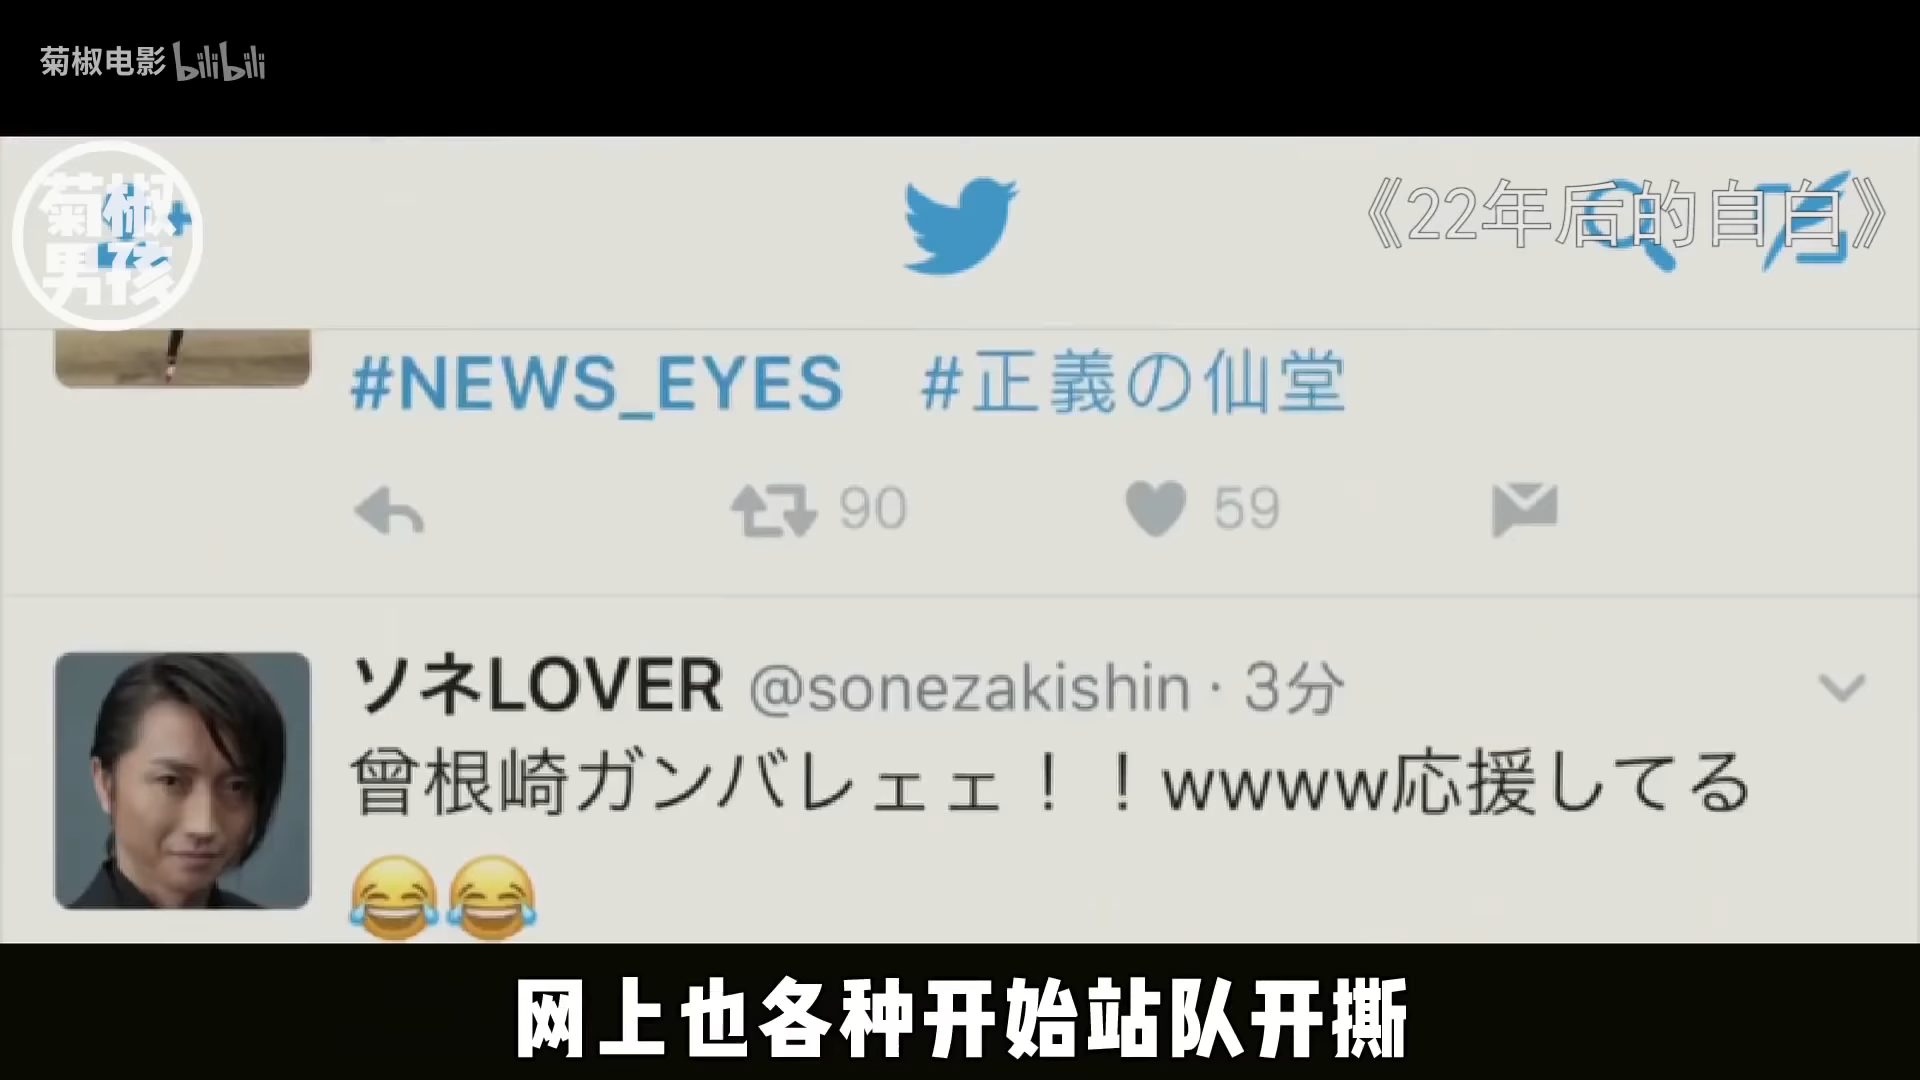 菊椒电影 bilibili
菊椒
男孩
《22年后的自白》
#NEWS_EYES #正義の仙堂
90 59
ソネLOVER @sonezakishin · 3分
曾根崎ガンバレェェ！！wwww応援してる
😂😂
网上也各种开始站队开撕